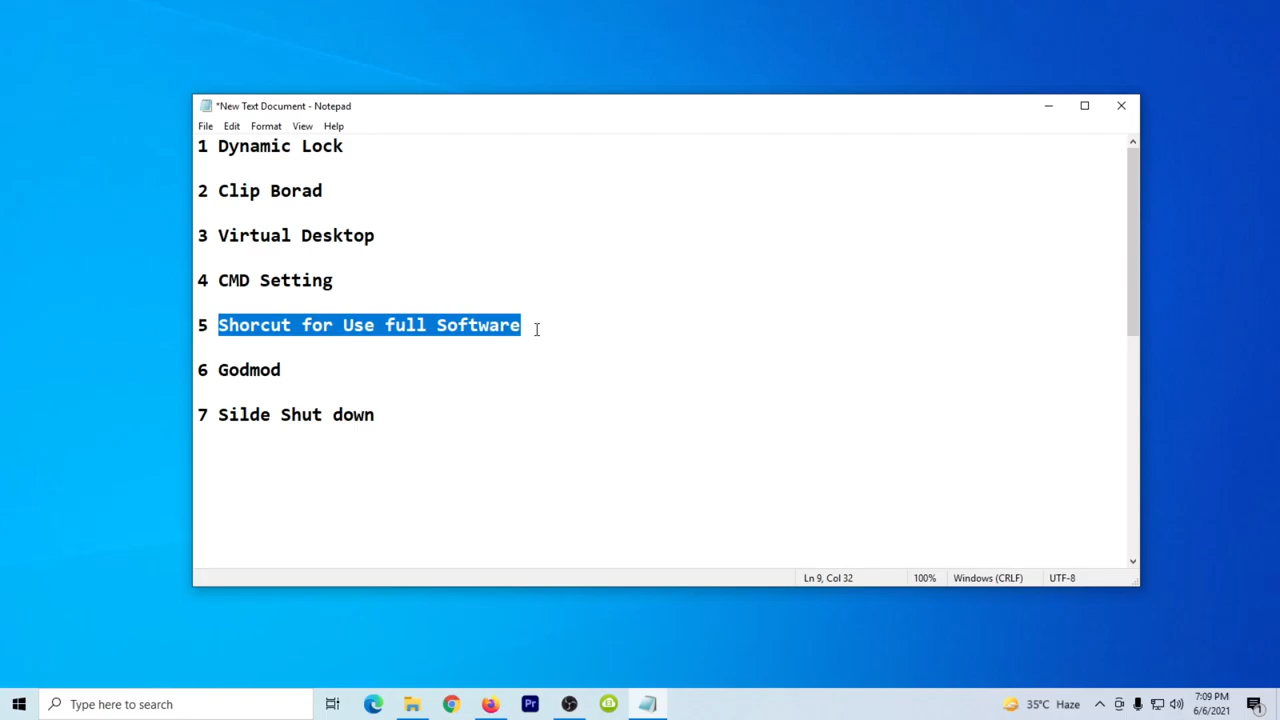 *New Text Document - Notepad
File Edit Format View Help
1 Dynamic Lock
2 Clip Borad
3 Virtual Desktop
4 CMD Setting
5 Shorcut for Use full Software
6 Godmod
7 Silde Shut down
Ln 9, Col 32 100% Windows (CRLF) UTF-8
Type here to search
Pr
35°C Haze
7:09 PM
6/6/2021
1